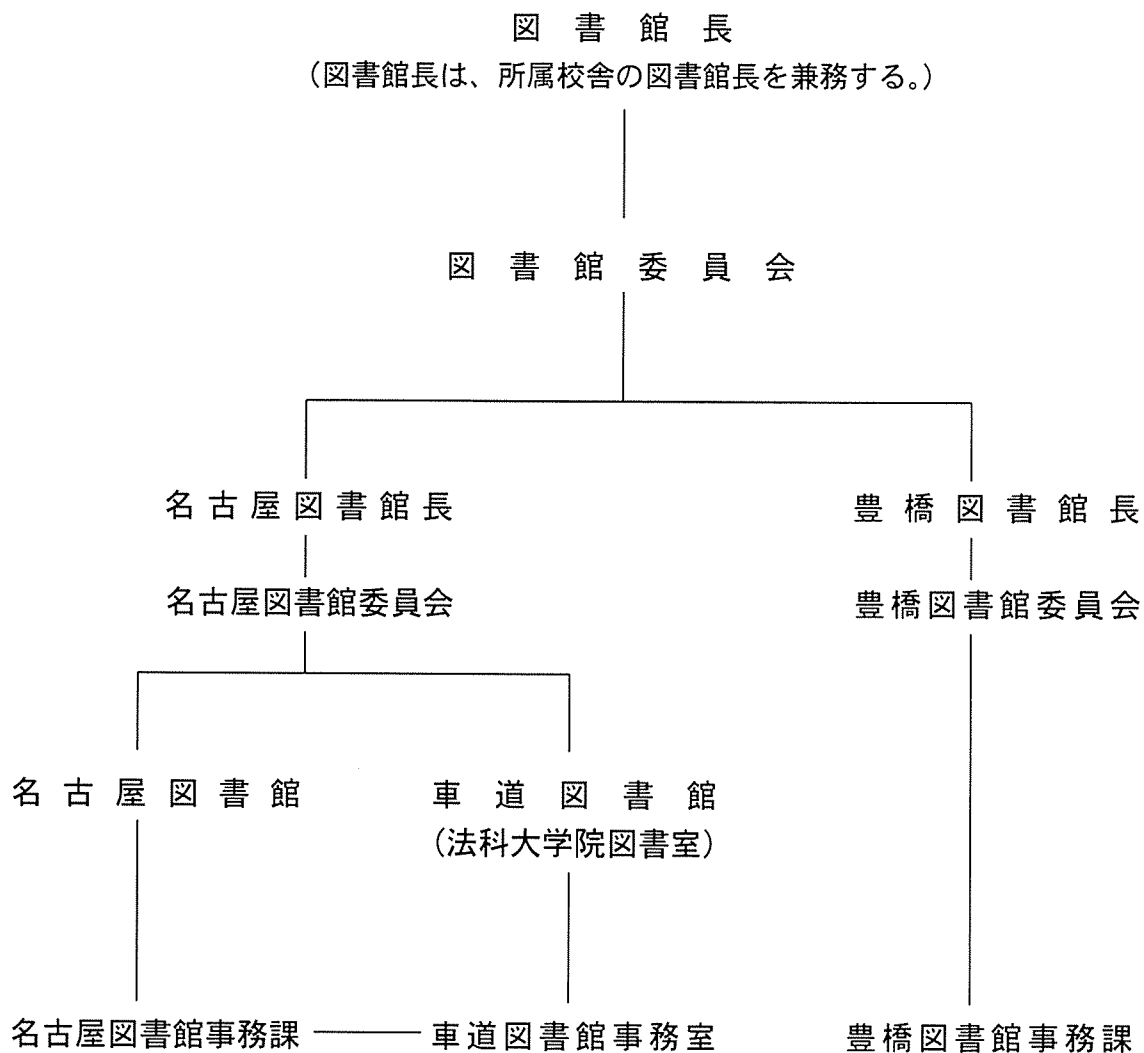 図書館長
（図書館長は、所属校舎の図書館長を兼務する。）
図書館委員会
名古屋図書館長
豊橋図書館長
名古屋図書館委員会
豊橋図書館委員会
名古屋図書館
車道図書館
（法科大学院図書室）
名古屋図書館事務課
車道図書館事務室
豊橋図書館事務課